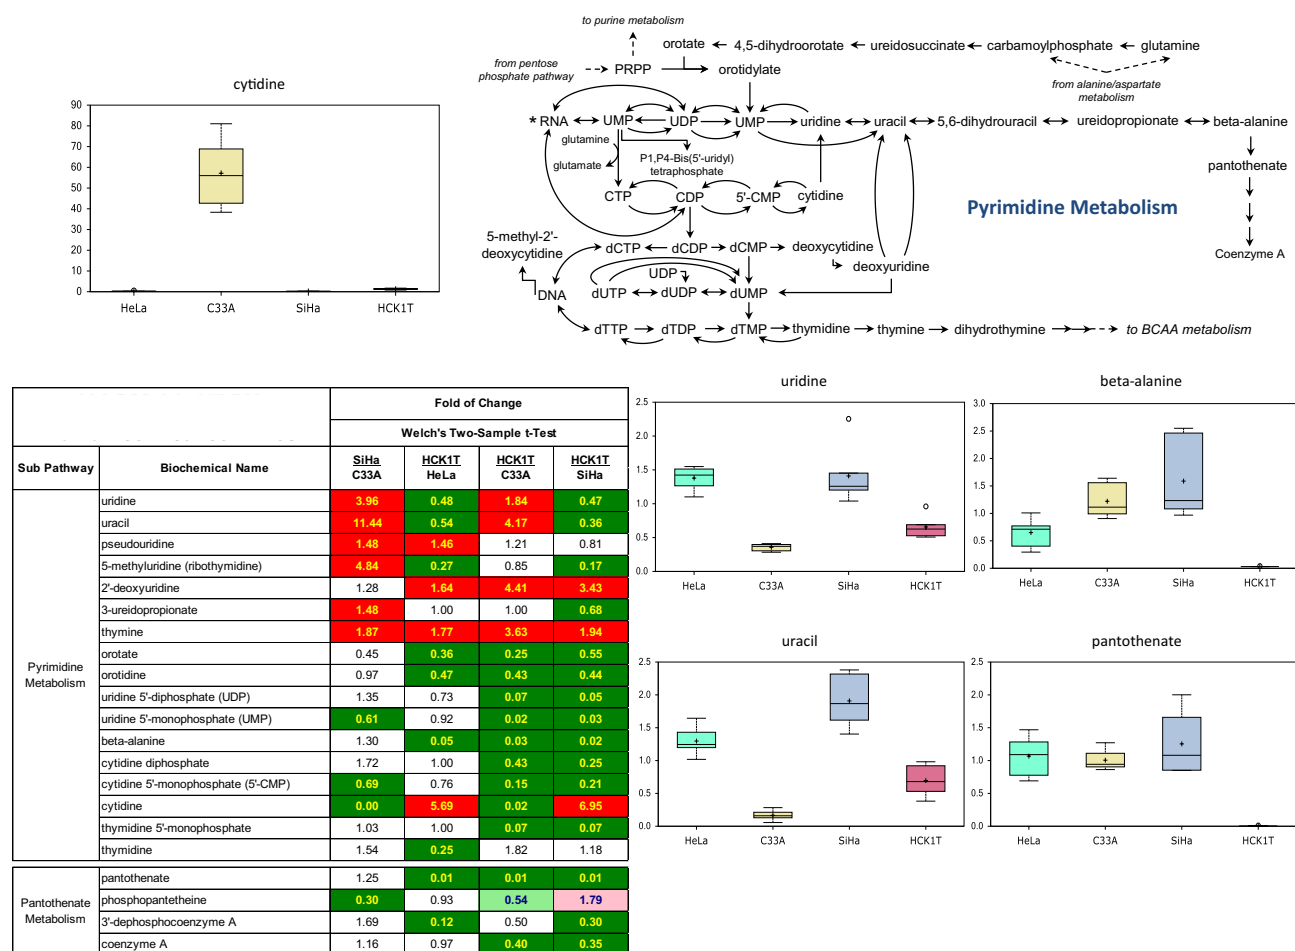 cytidine
90
80
70
60
50
40
30
20
10
0
HeLa C33A SiHa HCK1T
to purine metabolism
orotate 4,5-dihydroorotate ureidosuccinate carbamoylphosphate glutamine
from pentose
phosphate pathway
PRPP orotidylate
from alanine/aspartate
metabolism
*RNA UMP UDP UMP uridine uracil 5,6-dihydrouracil ureidopropionate beta-alanine
glutamine
glutamate
P1,P4-Bis(5'-uridyl)
tetraphosphate
pantothenate
CTP CDP 5'-CMP cytidine
Pyrimidine Metabolism
5-methyl-2'-
deoxycytidine
dCTP dCDP dCMP deoxycytidine
Coenzyme A
UDP
deoxyuridine
DNA dUTP dUDP dUMP
dTTP dTDP dTMP thymidine thymine dihydrothymine to BCAA metabolism
Fold of Change
Welch's Two-Sample t-Test
Sub Pathway Biochemical Name SiHa C33A HCK1T HeLa HCK1T C33A HCK1T SiHa
Pyrimidine
Metabolism
uridine 3.96 0.48 1.84 0.47
uracil 11.44 0.54 4.17 0.36
pseudouridine 1.48 1.46 1.21 0.81
5-methyluridine (ribothymidine) 4.84 0.27 0.85 0.17
2'-deoxyuridine 1.28 1.64 4.41 3.43
3-ureidopropionate 1.48 1.00 1.00 0.68
thymine 1.87 1.77 3.63 1.94
orotate 0.45 0.36 0.25 0.55
orotidine 0.97 0.47 0.43 0.44
uridine 5'-diphosphate (UDP) 1.35 0.73 0.07 0.05
uridine 5'-monophosphate (UMP) 0.61 0.92 0.02 0.03
beta-alanine 1.30 0.05 0.03 0.02
cytidine diphosphate 1.72 1.00 0.43 0.25
cytidine 5'-monophosphate (5'-CMP) 0.69 0.76 0.15 0.21
cytidine 0.00 5.69 0.02 6.95
thymidine 5'-monophosphate 1.03 1.00 0.07 0.07
thymidine 1.54 0.25 1.82 1.18
Pantothenate
Metabolism
pantothenate 1.25 0.01 0.01 0.01
phosphopantetheine 0.30 0.93 0.54 1.79
3'-dephosphocoenzyme A 1.69 0.12 0.50 0.30
coenzyme A 1.16 0.97 0.40 0.35
uridine
2.5
2.0
1.5
1.0
0.5
0.0
HeLa C33A SiHa HCK1T
beta-alanine
3.0
2.5
2.0
1.5
1.0
0.5
0.0
HeLa C33A SiHa HCK1T
uracil
2.5
2.0
1.5
1.0
0.5
0.0
HeLa C33A SiHa HCK1T
pantothenate
2.5
2.0
1.5
1.0
0.5
0.0
HeLa C33A SiHa HCK1T